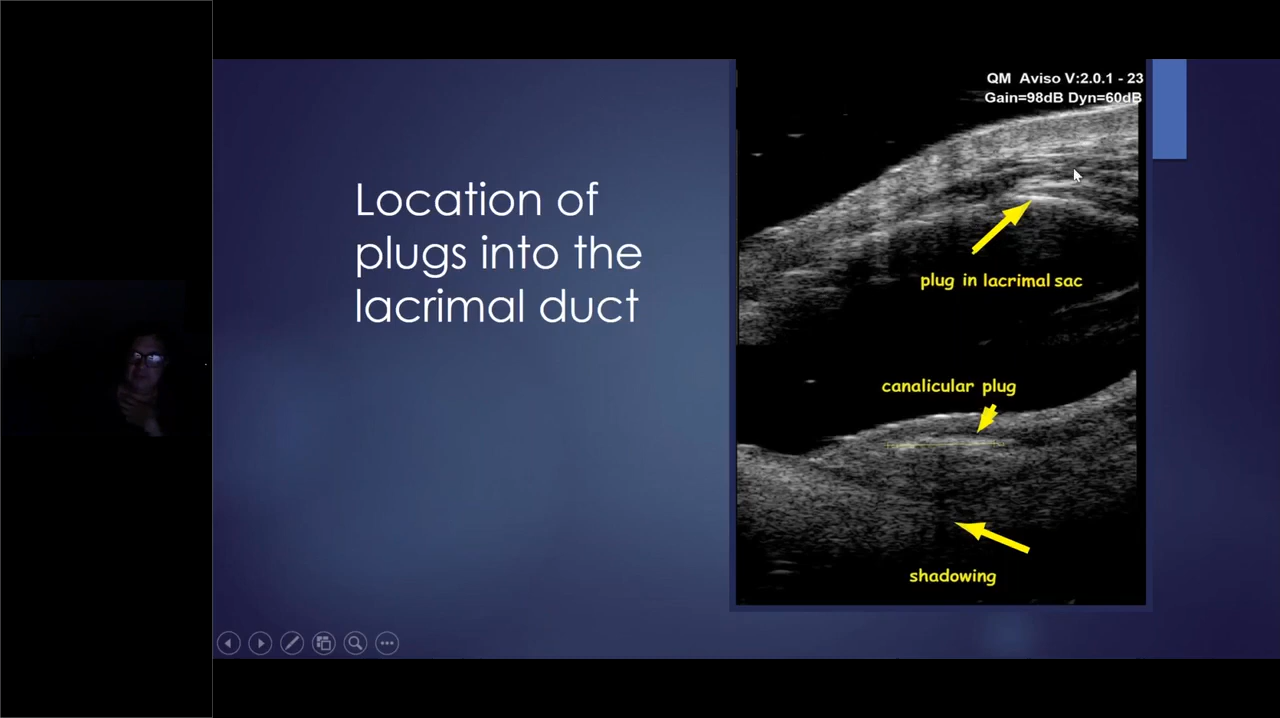 Location of
plugs into the
lacrimal duct
QM Aviso V:2.0.1 - 23
Gain=98dB Dyn=60dB
plug in lacrimal sac
canalicular plug
shadowing